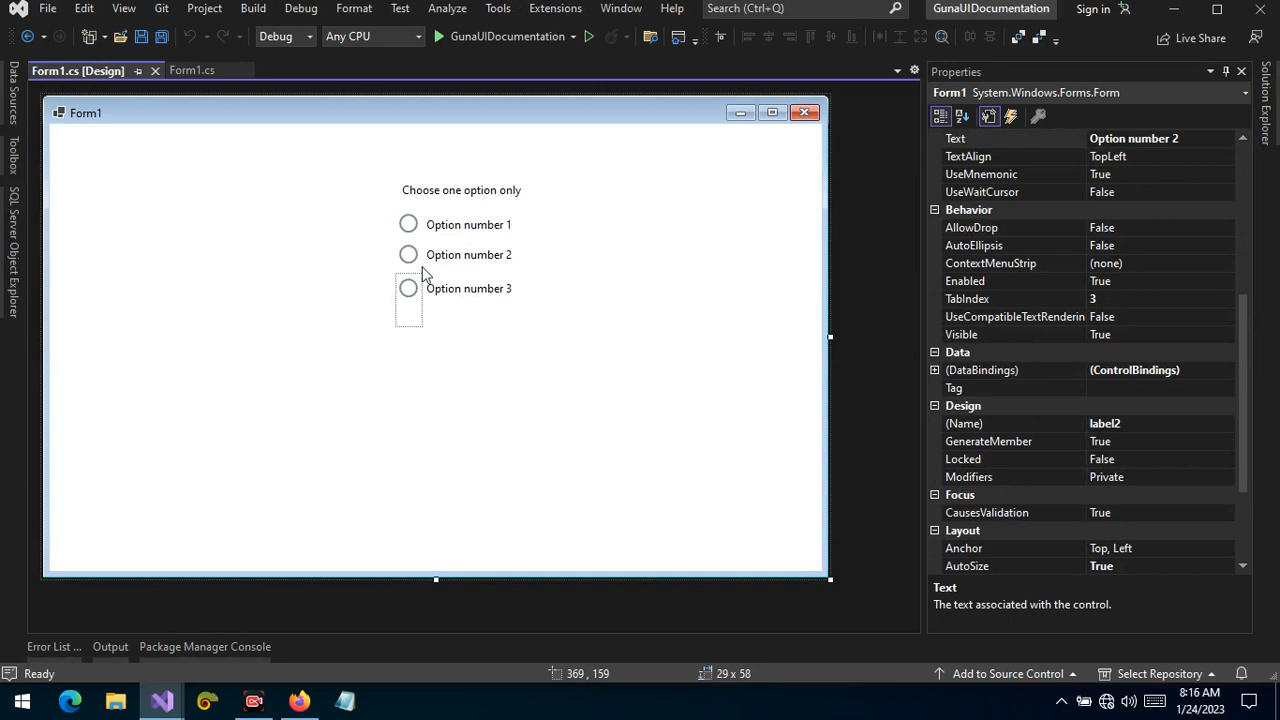 File Edit View Git Project Build Debug Format Test Analyze Tools Extensions Window Help Search (Ctrl+Q) GunaUIDocumentation Sign in
Debug Any CPU GunaUIDocumentation Live Share
Form1.cs [Design] Form1.cs
Data Sources
Toolbox
SQL Server Object Explorer
Form1
Choose one option only
Option number 1
Option number 2
Option number 3
Properties
Form1 System.Windows.Forms.Form
Text Option number 2
TextAlign TopLeft
UseMnemonic True
UseWaitCursor False
Behavior
AllowDrop False
AutoEllipsis False
ContextMenuStrip (none)
Enabled True
TabIndex 3
UseCompatibleTextRenderin False
Visible True
Data
(DataBindings) (ControlBindings)
Tag
Design
(Name) label2
GenerateMember True
Locked False
Modifiers Private
Focus
CausesValidation True
Layout
Anchor Top, Left
AutoSize True
Text
The text associated with the control.
Solution Explorer
Error List ... Output Package Manager Console
Ready 369 , 159 29 x 58 Add to Source Control Select Repository
8:16 AM
1/24/2023